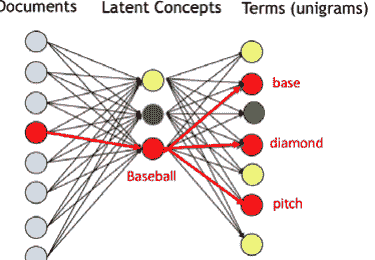 Documents Latent Concepts Terms (unigrams)
base
diamond
Baseball
pitch